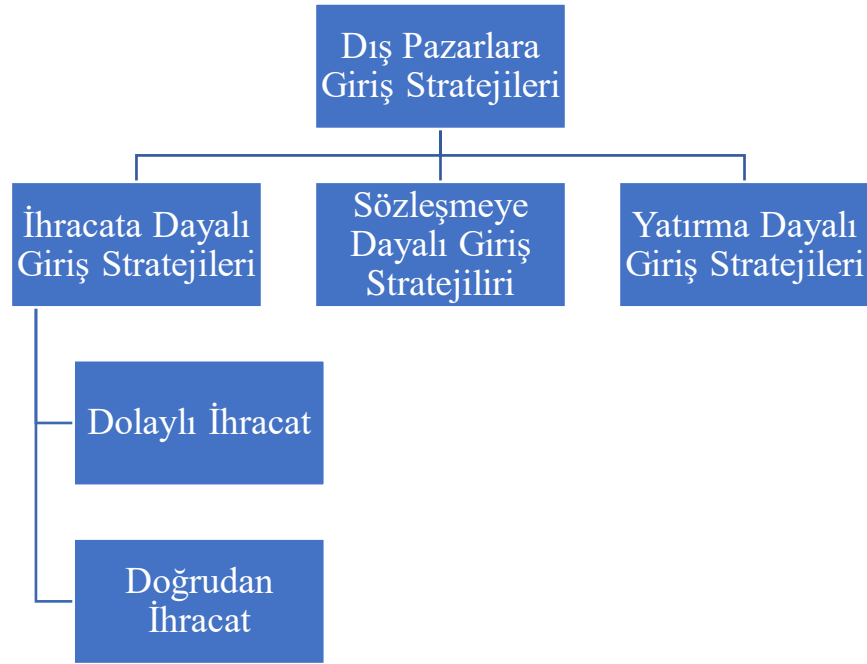 Dış Pazarlara
Giriş Stratejileri
İhracata Dayalı
Giriş Stratejileri
Sözleşmeye
Dayalı Giriş
Stratejiliri
Yatırma Dayalı
Giriş Stratejileri
Dolaylı İhracat
Doğrudan
İhracat